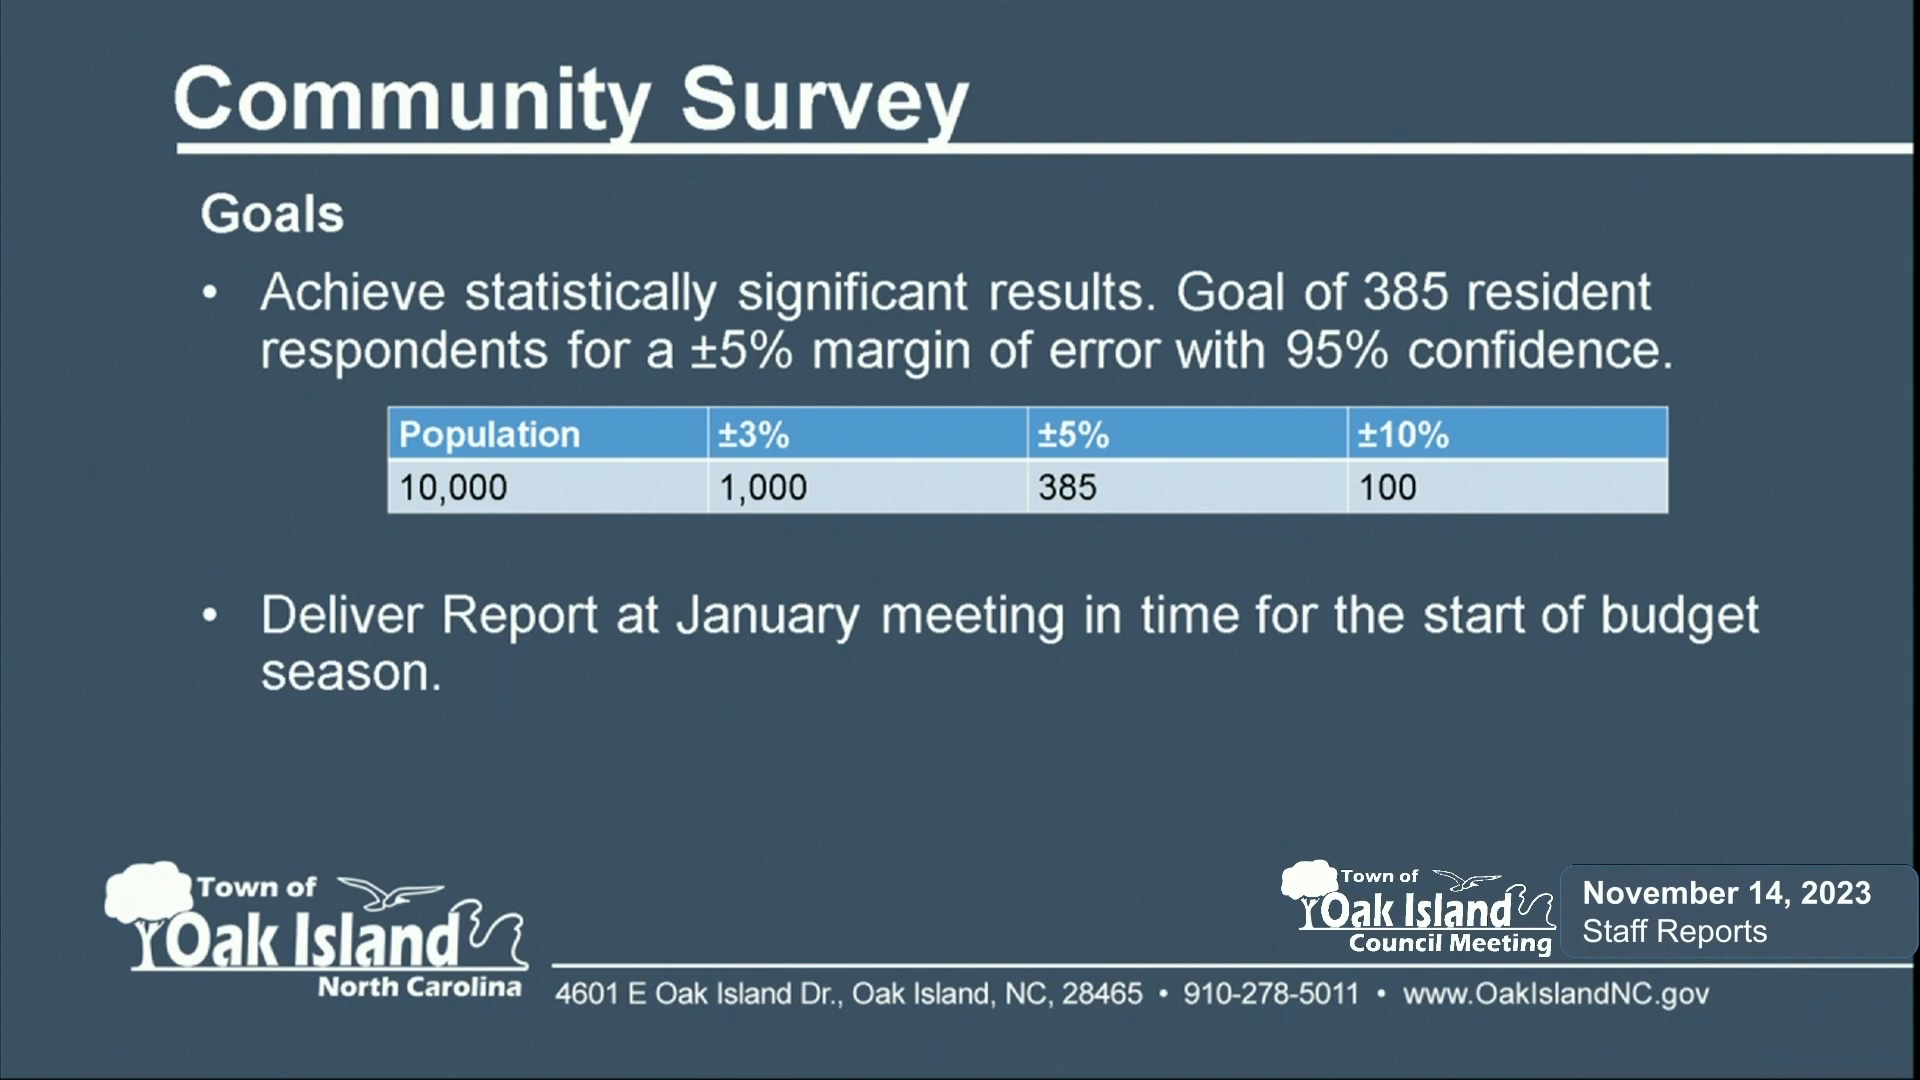 Community Survey
Goals
• Achieve statistically significant results. Goal of 385 resident
respondents for a ±5% margin of error with 95% confidence.
Population ±3% ±5% ±10%
10,000 1,000 385 100
• Deliver Report at January meeting in time for the start of budget
season.
Town of
Oak Island
North Carolina
Town of
Oak Island
Council Meeting
November 14, 2023
Staff Reports
4601 E Oak Island Dr., Oak Island, NC, 28465 • 910-278-5011 • www.OakIslandNC.gov